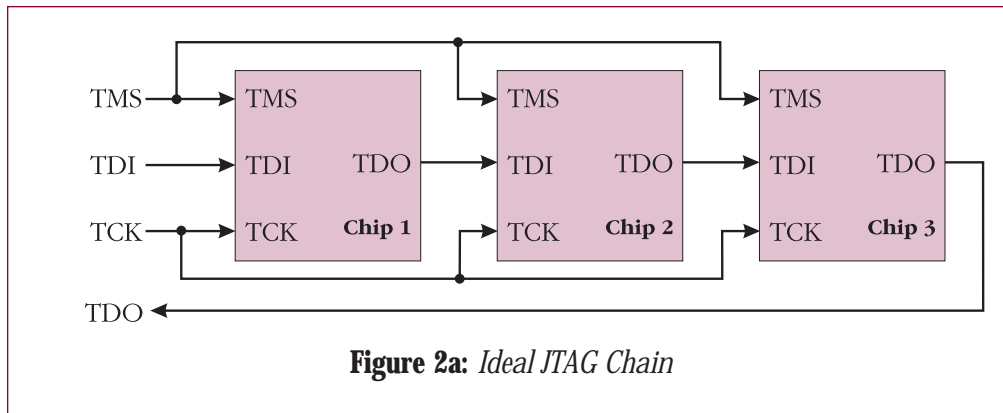 TMS TMS TMS TMS
TDI TDI TDO TDI TDO TDI TDO
TCK TCK Chip 1 TCK Chip 2 TCK Chip 3
TDO
Figure 2a: Ideal JTAG Chain